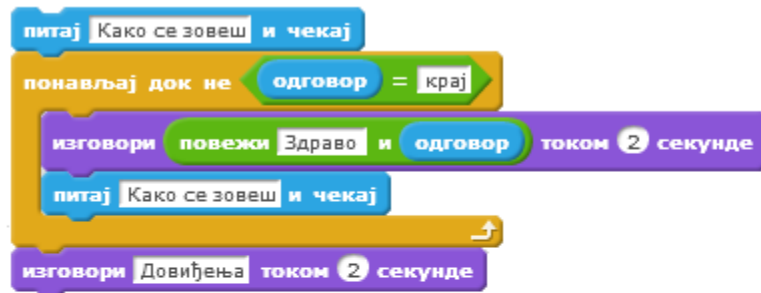 питај Како се зовеш и чекај
понављај док не одговор = крај
изговори повежи Здраво и одговор током 2 секунде
питај Како се зовеш и чекај
изговори Довиђења током 2 секунде